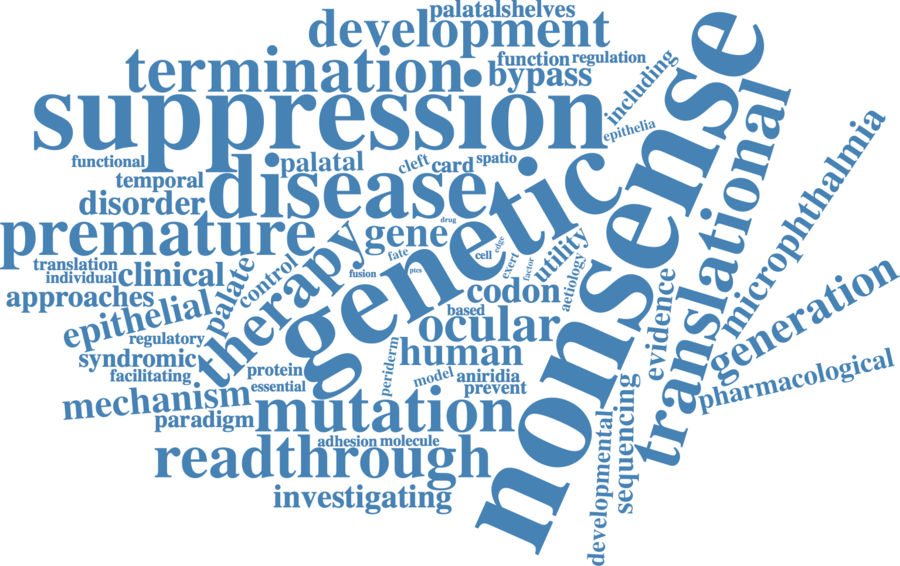 palatalshelves
development
function regulation
termination
bypass
including
suppression
epithelia
nonsense
functional
palatal
cleft
card
spatio
temporal
disease
genetic
translational
disorder
microphthalmia
premature
gene
drug
utility
translation
individual
clinical
control
therapy
fate
cell
edge
exert
factor
aetiology
approaches
palate
fusion
ptcs
codon
evidence
generation
epithelial
based
ocular
regulatory
syndromic
human
periderm
facilitating
protein
essential
model
aniridia
prevent
pharmacological
mechanism
mutation
paradigm
developmental
sequencing
adhesion molecule
readthrough
investigating